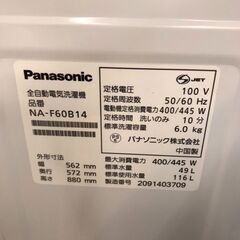 Panasonic
全自動電気洗濯機
品番
NA-F60B14
外形寸法
幅 562 mm
奥行 572 mm
高さ 880 mm
JET
定格電圧 100 V
定格周波数 50/60 Hz
電動機定格消費電力 400/445 W
定格時間 洗いのみ 10 分
標準洗濯容量 6.0 kg
パナソニック株式会社
中国製
最大消費電力 400/445 W
標準水量 49 L
標準使用水量 116 L
製造番号 2091403709